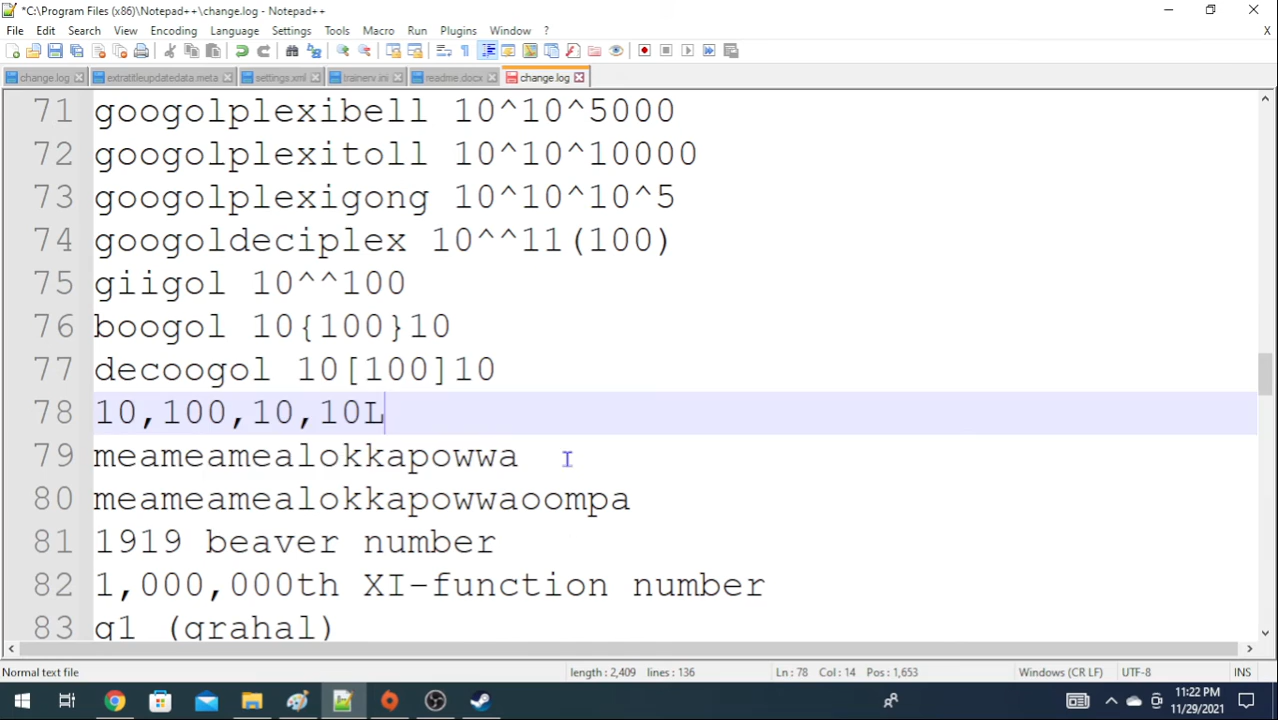 *C:\Program Files (x86)\Notepad++\change.log - Notepad++
File Edit Search View Encoding Language Settings Tools Macro Run Plugins Window ? X
change.log extratitleupdatedata.meta settings.xml trainerv.ini readme.docx change.log
71 googolplexibell 10^10^5000
72 googolplexitoll 10^10^10000
73 googolplexigong 10^10^10^5
74 googoldeciplex 10^^11(100)
75 giigol 10^^100
76 boogol 10{100}10
77 decoogol 10[100]10
78 10,100,10,10L
79 meameamealokkapowwa
80 meameamealokkapowwaoompa
81 1919 beaver number
82 1,000,000th XI-function number
83 g1 (grahal)
Normal text file length : 2,409 lines : 136 Ln : 78 Col : 14 Pos : 1,653 Windows (CR LF) UTF-8 INS
11:22 PM
11/29/2021